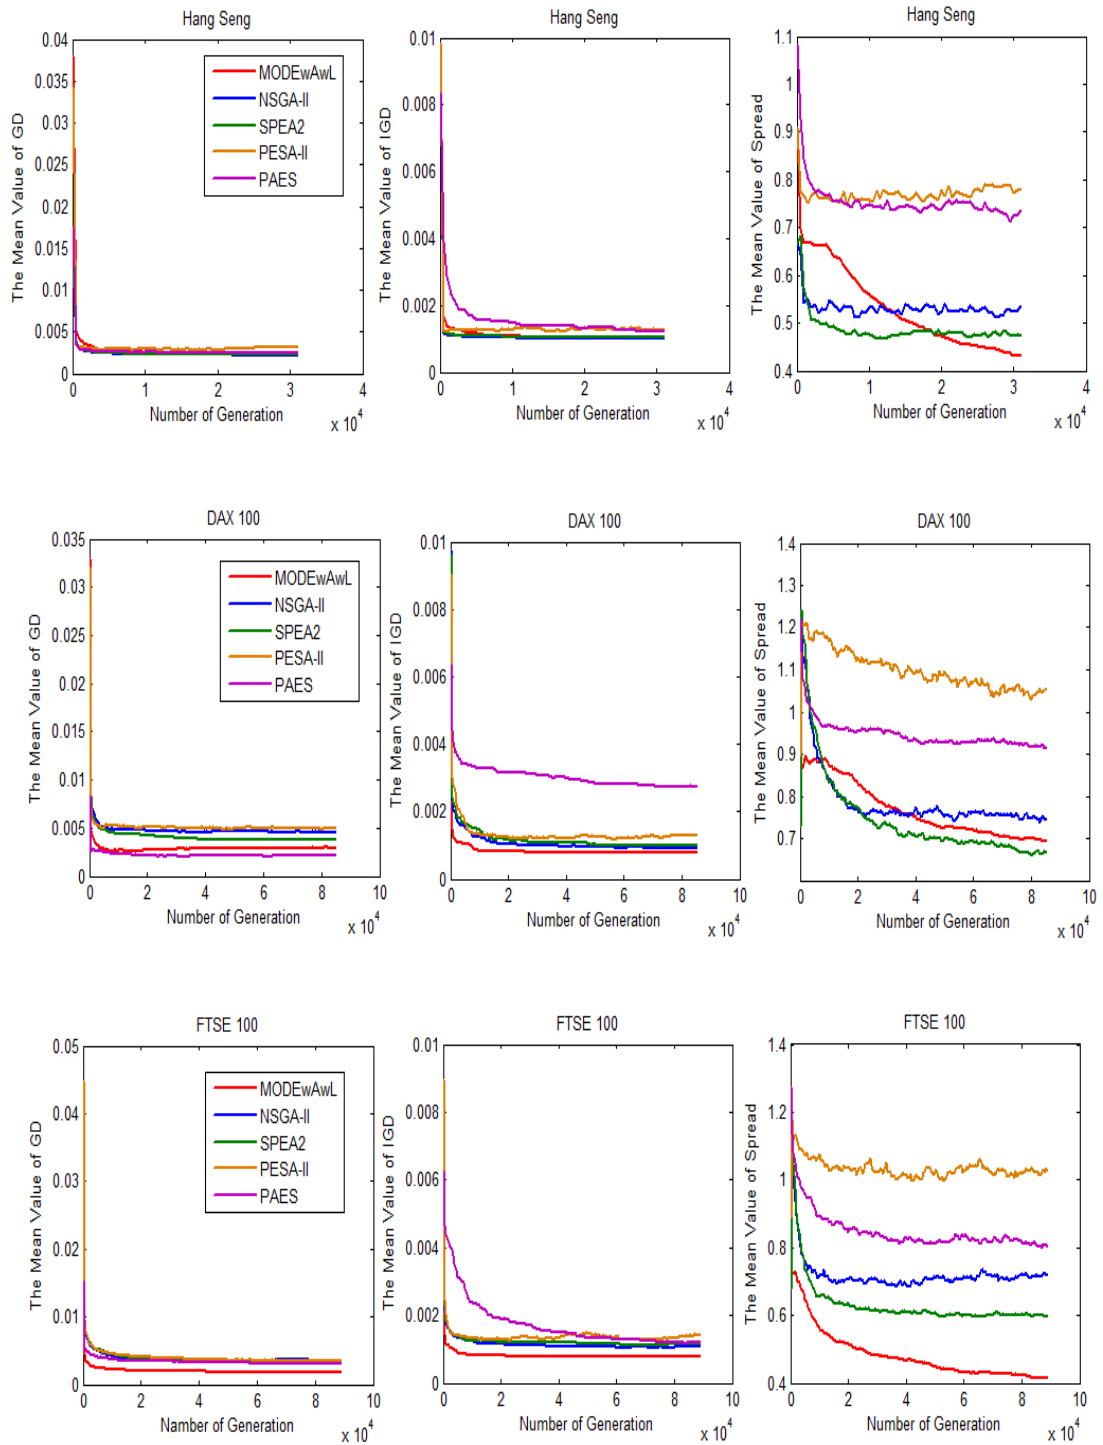 Hang Seng
The Mean Value of GD
0.04
0.035
0.03
0.025
0.02
0.015
0.01
0.005
0
MODEwAwL
NSGA-II
SPEA2
PESA-II
PAES
0 1 2 3 4
Number of Generation
x 10^4
Hang Seng
The Mean Value of IGD
0.01
0.008
0.006
0.004
0.002
0
0 1 2 3 4
Number of Generation
x 10^4
Hang Seng
The Mean Value of Spread
1.1
1
0.9
0.8
0.7
0.6
0.5
0.4
0 1 2 3 4
Number of Generation
x 10^4
DAX 100
The Mean Value of GD
0.035
0.03
0.025
0.02
0.015
0.01
0.005
0
MODEwAwL
NSGA-II
SPEA2
PESA-II
PAES
0 2 4 6 8 10
Number of Generation
x 10^4
DAX 100
The Mean Value of IGD
0.01
0.008
0.006
0.004
0.002
0
0 2 4 6 8 10
Number of Generation
x 10^4
DAX 100
The Mean Value of Spread
1.4
1.3
1.2
1.1
1
0.9
0.8
0.7
0 2 4 6 8 10
Number of Generation
x 10^4
FTSE 100
The Mean Value of GD
0.05
0.04
0.03
0.02
0.01
0
MODEwAwL
NSGA-II
SPEA2
PESA-II
PAES
0 2 4 6 8 10
Namber of Generation
x 10^4
FTSE 100
The Mean Value of IGD
0.01
0.008
0.006
0.004
0.002
0
0 2 4 6 8 10
Number of Generation
x 10^4
FTSE 100
The Mean Value of Spread
1.4
1.2
1
0.8
0.6
0.4
0 2 4 6 8 10
Number of Generation
x 10^4